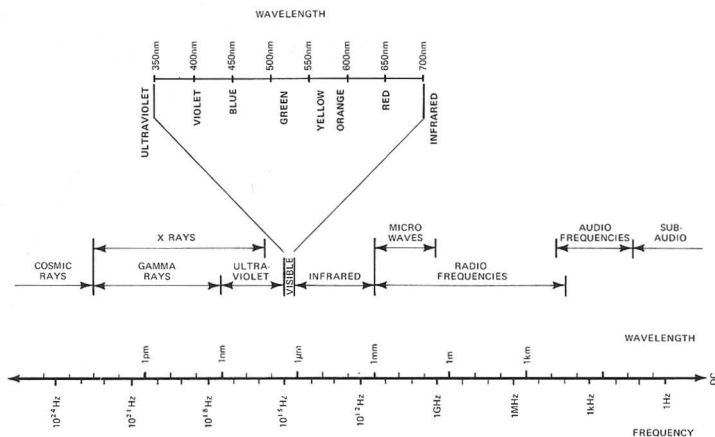 WAVELENGTH
350nm 400nm 450nm 500nm 550nm 600nm 650nm 700nm
ULTRAVIOLET VIOLET BLUE GREEN YELLOW ORANGE RED INFRARED
X RAYS
MICRO
WAVES
AUDIO
FREQUENCIES
SUB-
AUDIO
COSMIC
RAYS
GAMMA
RAYS
ULTRA-
VIOLET
VISIBLE
INFRARED
RADIO
FREQUENCIES
WAVELENGTH
1pm 1nm 1μm 1mm 1m 1km
DC
10²⁴Hz 10²¹Hz 10¹⁸Hz 10¹⁵Hz 10¹²Hz 1GHz 1MHz 1kHz 1Hz
FREQUENCY